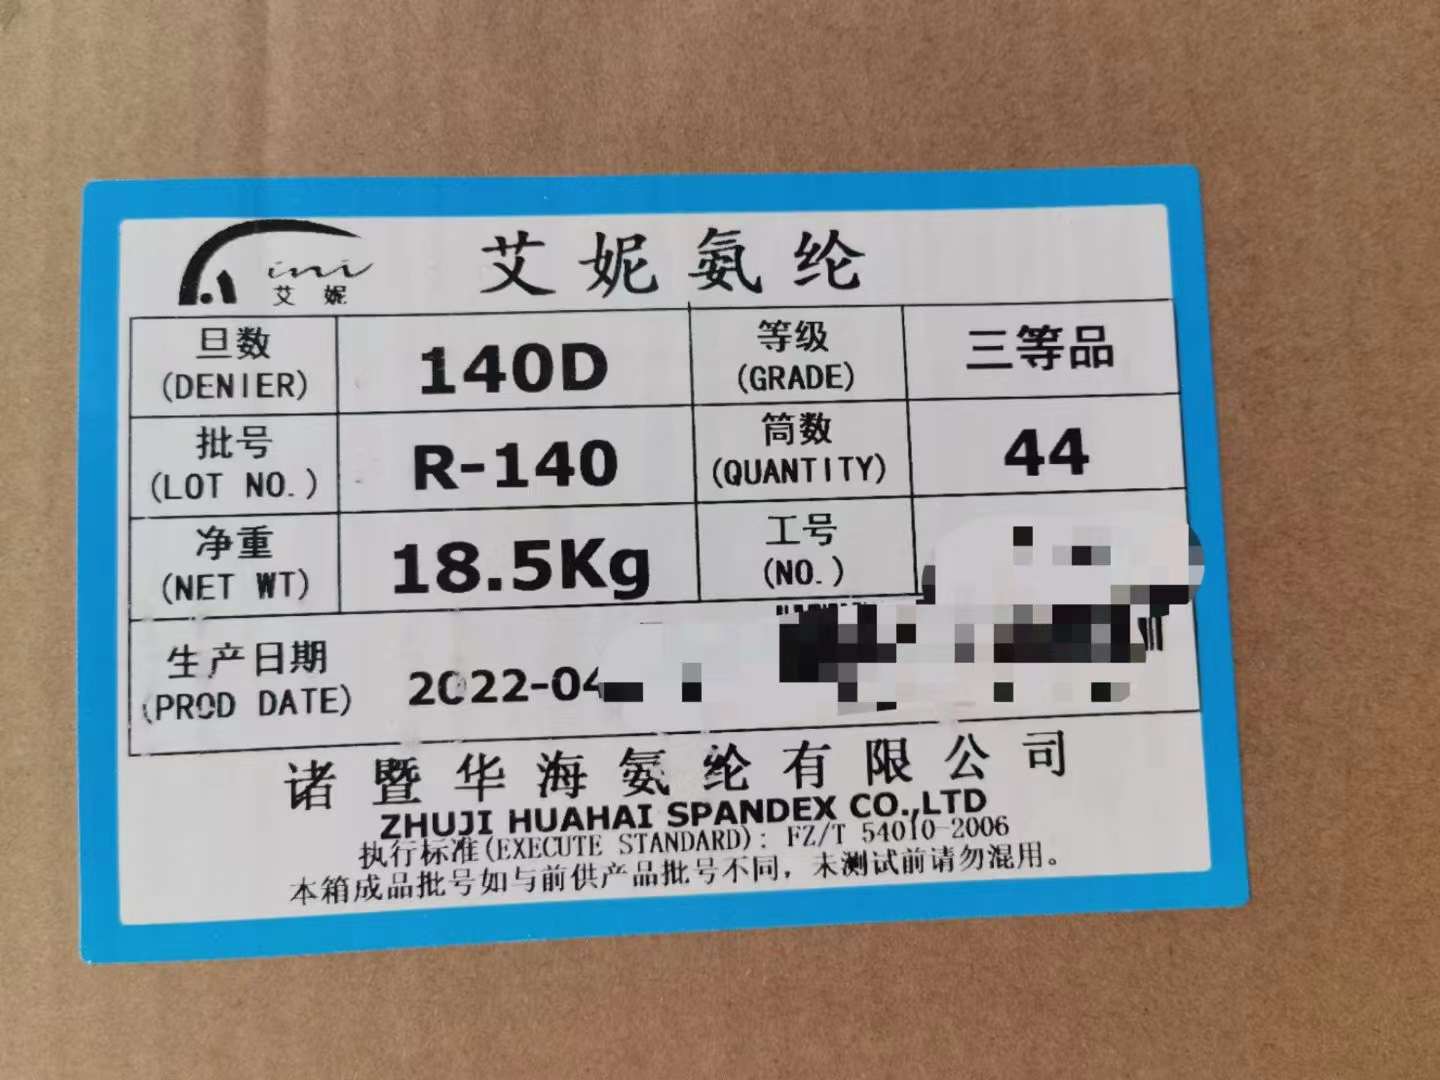 ini
艾妮
艾妮氨纶
旦数
(DENIER)
140D
等级
(GRADE)
三等品
批号
(LOT NO.)
R-140
筒数
(QUANTITY)
44
净重
(NET WT)
18.5Kg
工号
(NO.)
生产日期
(PROD DATE)
2022-04
诸暨华海氨纶有限公司
ZHUJI HUAHAI SPANDEX CO.,LTD
执行标准(EXECUTE STANDARD): FZ/T 54010-2006
本箱成品批号如与前供产品批号不同，未测试前请勿混用。